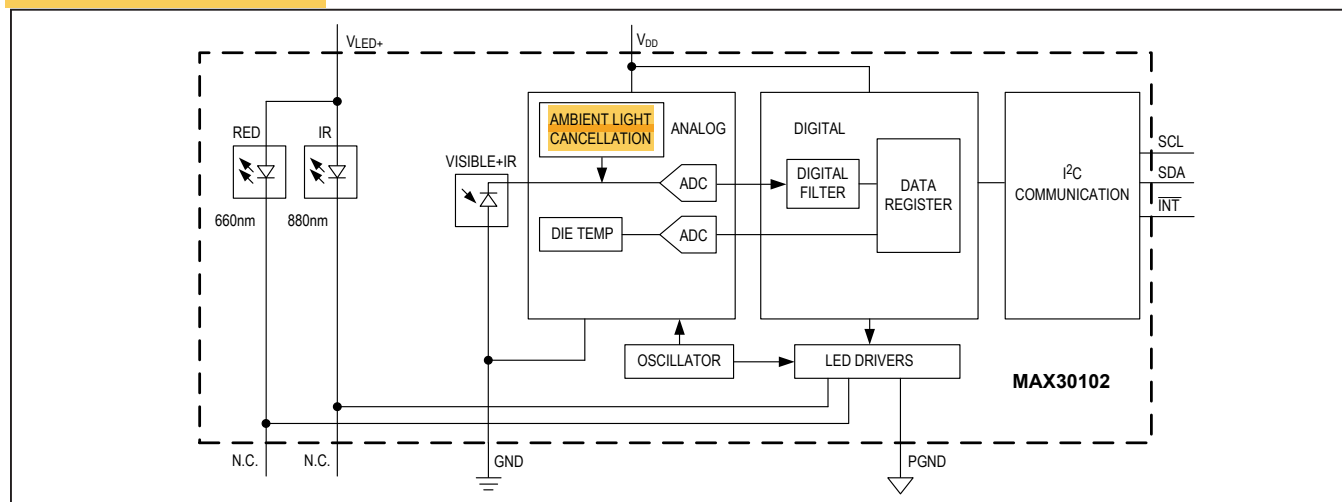 VLED+
VDD
RED
IR
660nm
880nm
VISIBLE+IR
AMBIENT LIGHT
CANCELLATION
ANALOG
ADC
DIE TEMP
ADC
DIGITAL
DIGITAL
FILTER
DATA
REGISTER
I²C
COMMUNICATION
SCL
SDA
INT
OSCILLATOR
LED DRIVERS
MAX30102
N.C.
N.C.
GND
PGND